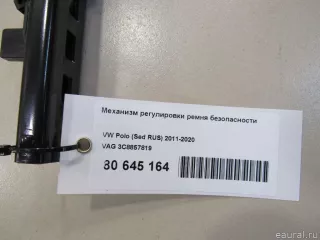 Механизм регулировки ремня безопасности
VW Polo (Sed RUS) 2011-2020
VAG 3C8857819
80 645 164
eaural.ru